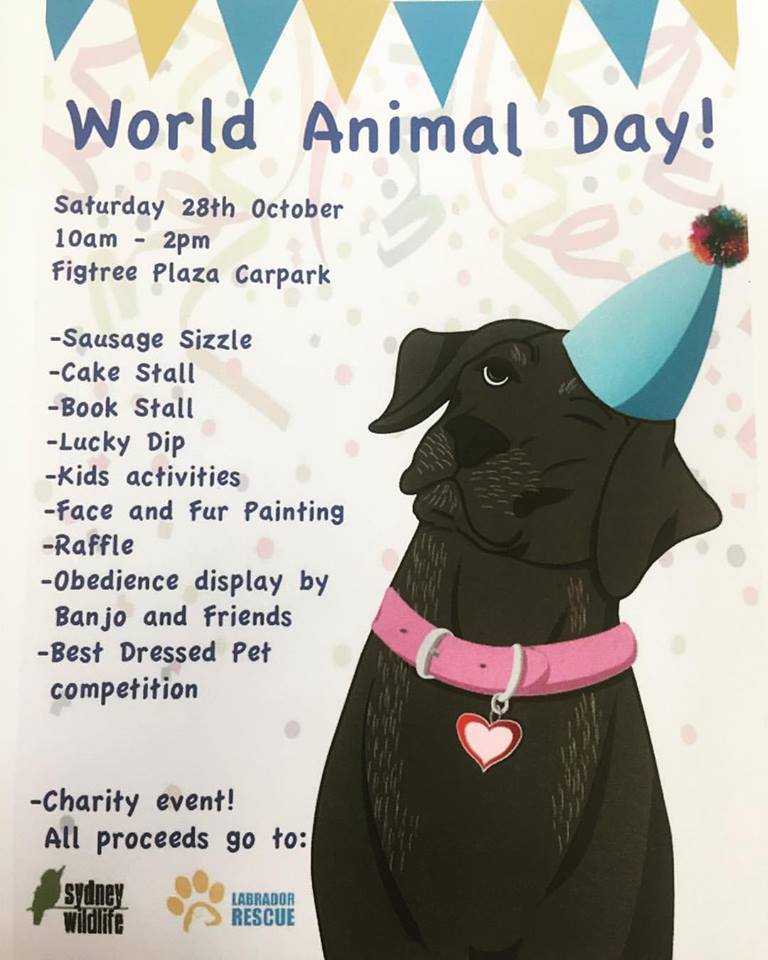 World Animal Day!
Saturday 28th October
10am - 2pm
Figtree Plaza Carpark
-Sausage Sizzle
-Cake Stall
-Book Stall
-Lucky Dip
-Kids activities
-Face and Fur Painting
-Raffle
-Obedience display by
Banjo and Friends
-Best Dressed Pet
competition
-Charity event!
All proceeds go to:
sydney
wildlife
LABRADOR
RESCUE